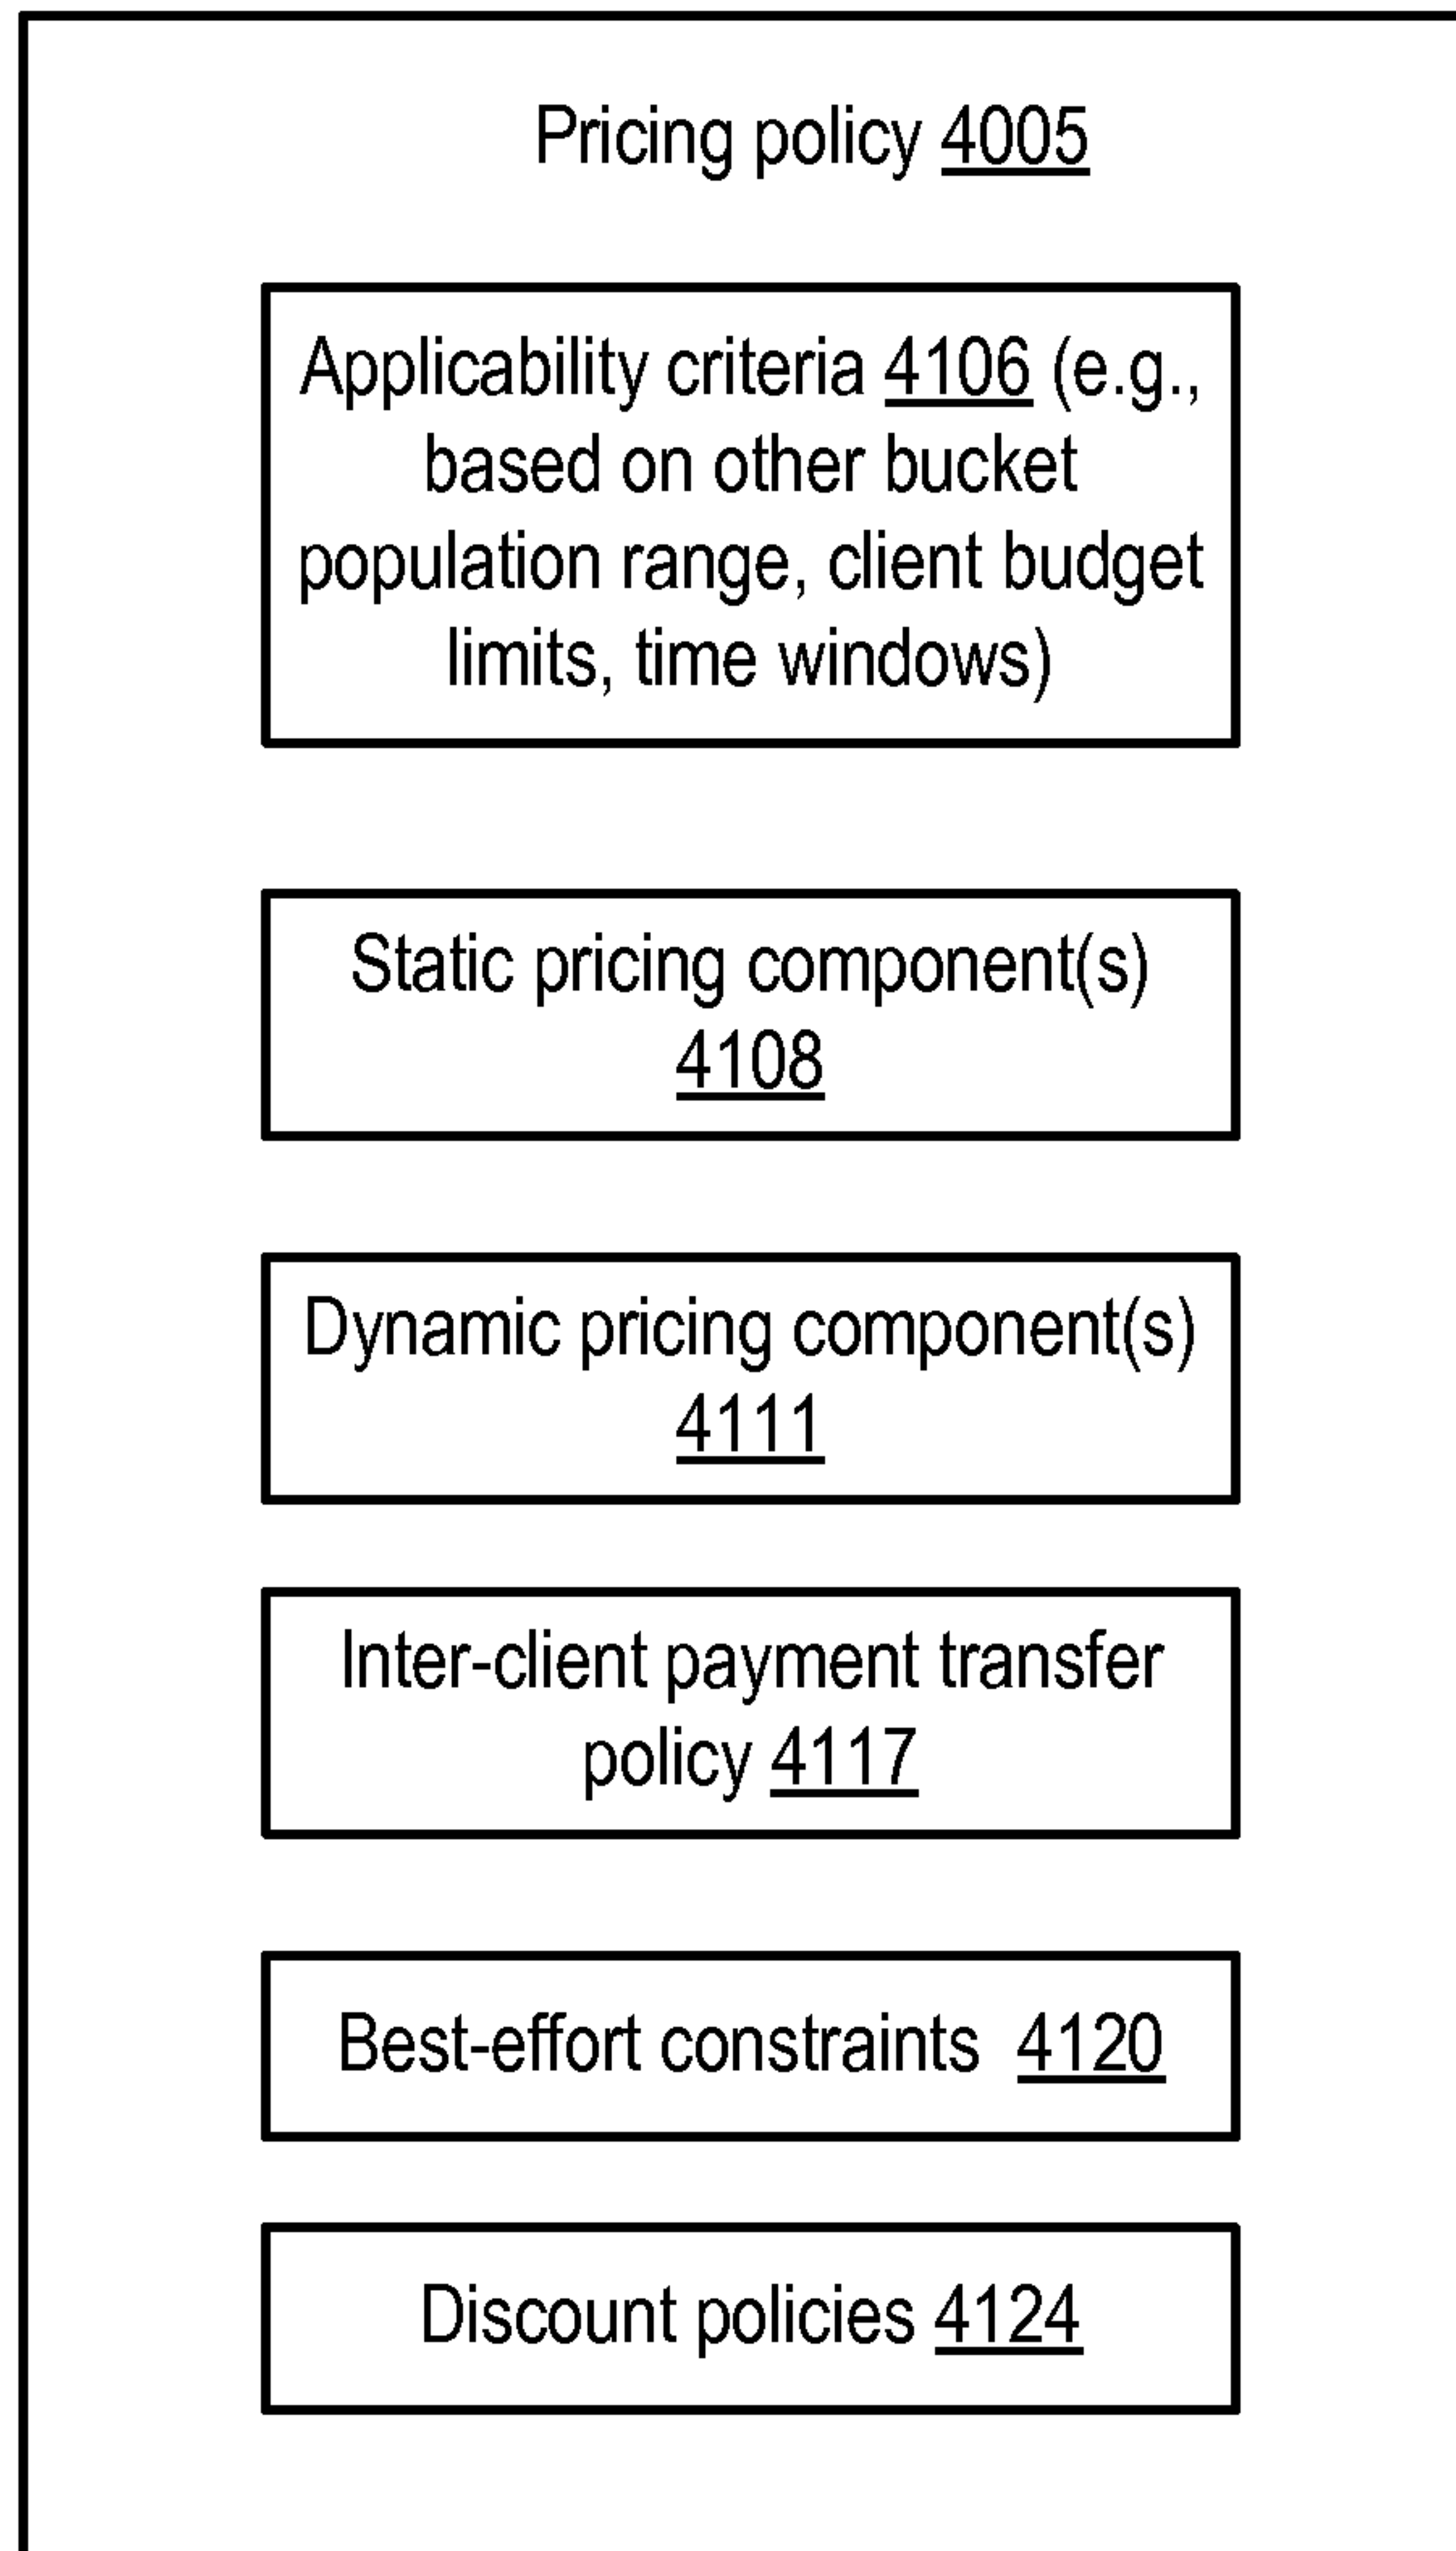 Pricing policy 4005
Applicability criteria 4106 (e.g.,
based on other bucket
population range, client budget
limits, time windows)
Static pricing component(s)
4108
Dynamic pricing component(s)
4111
Inter-client payment transfer
policy 4117
Best-effort constraints 4120
Discount policies 4124